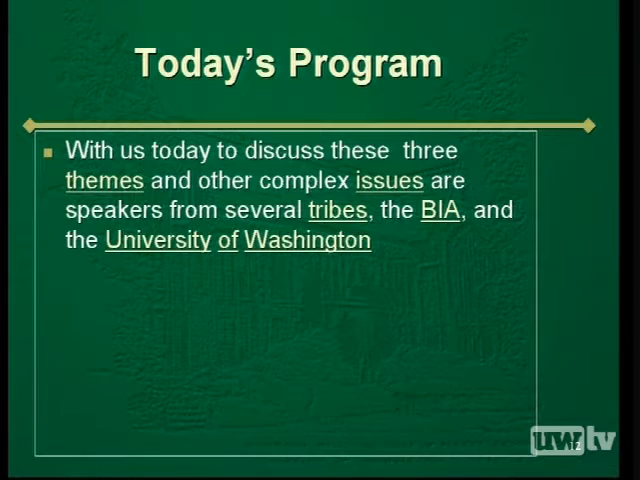 Today's Program
With us today to discuss these three
themes and other complex issues are
speakers from several tribes, the BIA, and
the University of Washington
uwtv
12